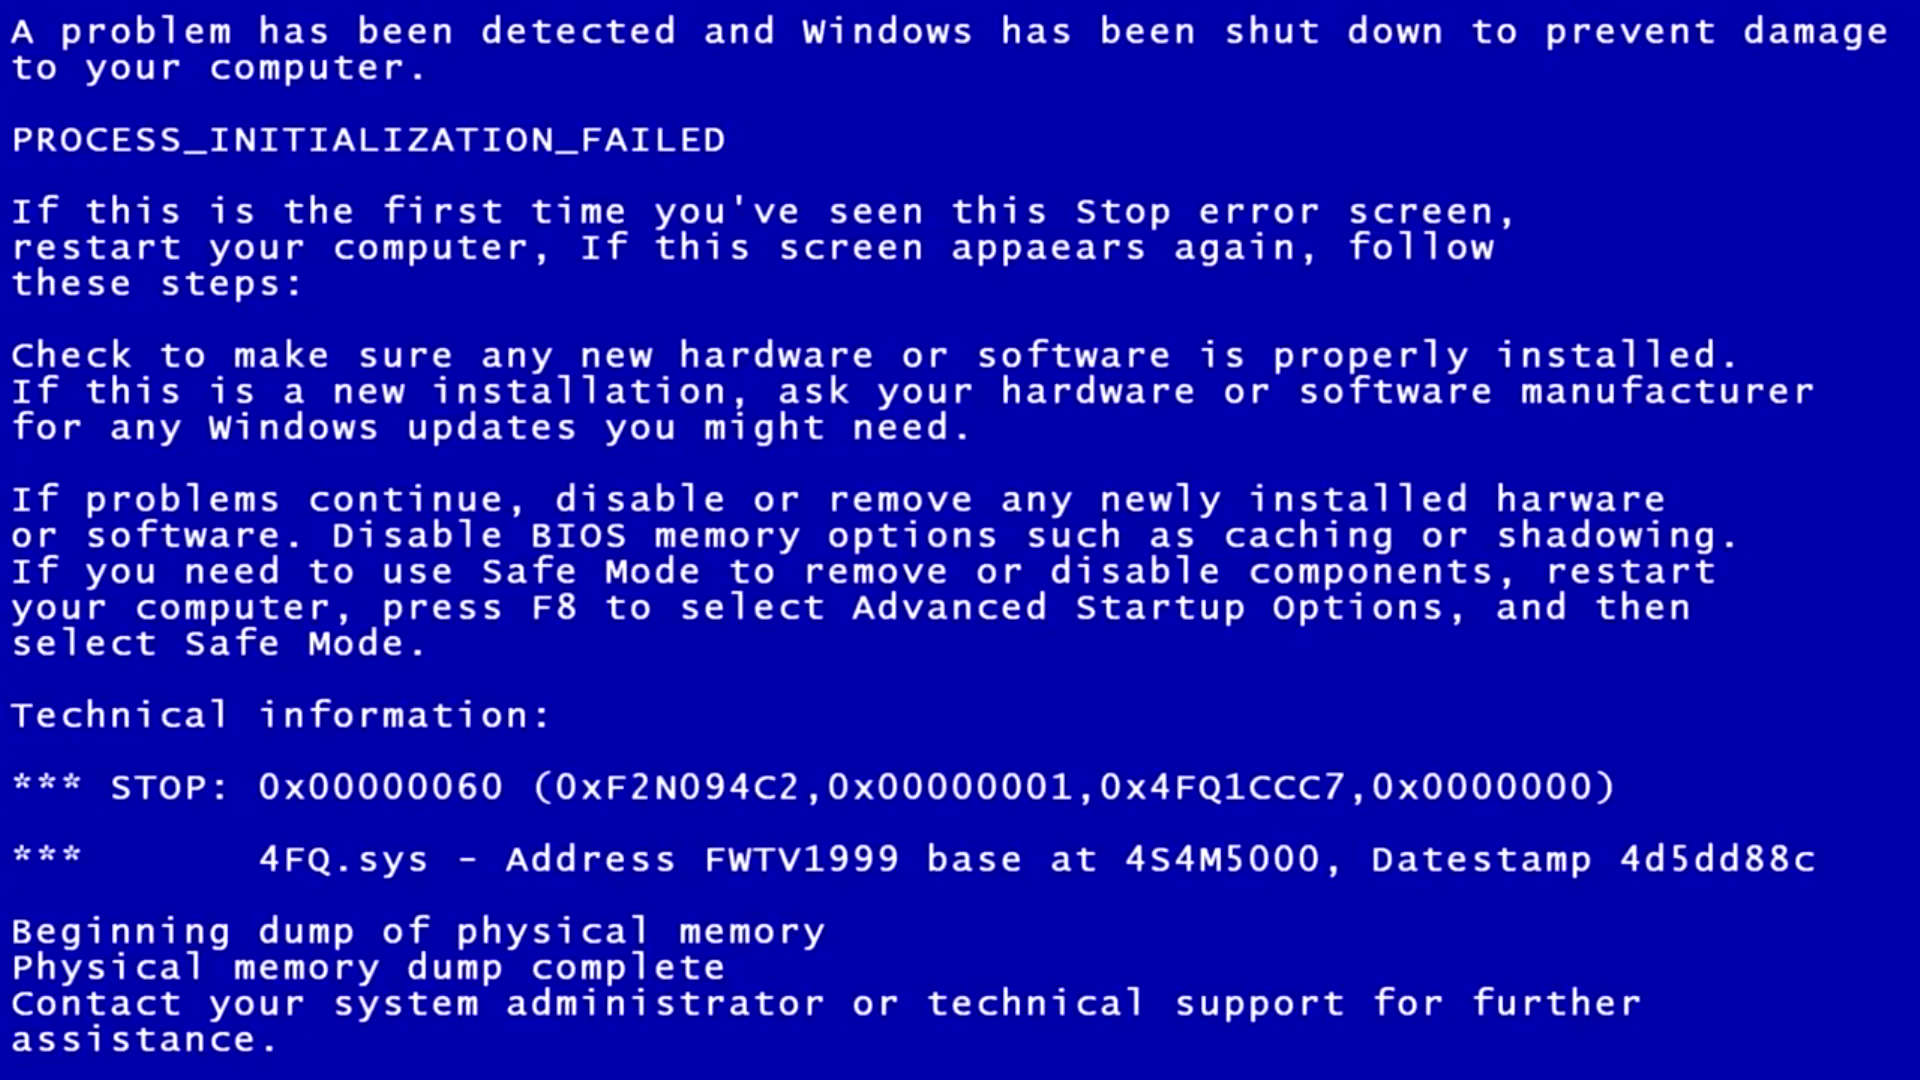 A problem has been detected and Windows has been shut down to prevent damage
to your computer.
PROCESS_INITIALIZATION_FAILED
If this is the first time you've seen this Stop error screen,
restart your computer, If this screen appaears again, follow
these steps:
Check to make sure any new hardware or software is properly installed.
If this is a new installation, ask your hardware or software manufacturer
for any Windows updates you might need.
If problems continue, disable or remove any newly installed harware
or software. Disable BIOS memory options such as caching or shadowing.
If you need to use Safe Mode to remove or disable components, restart
your computer, press F8 to select Advanced Startup Options, and then
select Safe Mode.
Technical information:
*** STOP: 0x00000060 (0xF2N094C2,0x00000001,0x4FQ1CCC7,0x0000000)
***       4FQ.sys – Address FWTV1999 base at 4S4M5000, Datestamp 4d5dd88c
Beginning dump of physical memory
Physical memory dump complete
Contact your system administrator or technical support for further
assistance.